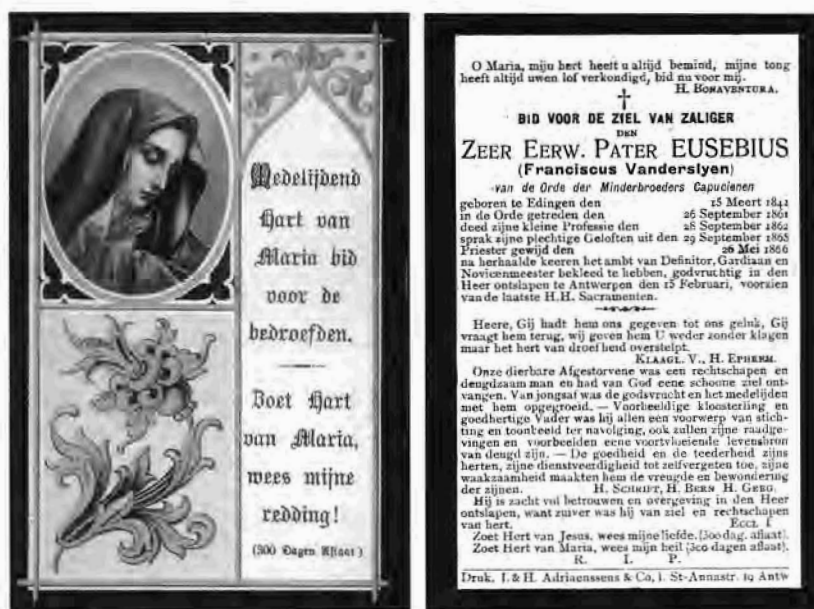 Medelijdend
Hart van
Maria bid
voor de
bedroefden.
Zoet Hart
van Maria,
wees mijne
redding!
(300 Dagen Aflaat)
O Maria, mijn hert heeft u altijd bemind, mijne tong
heeft altijd uwen lof verkondigd, bid nu voor mij.
H. BONAVENTURA.
BID VOOR DE ZIEL VAN ZALIGER
DEN
ZEER EERW. PATER EUSEBIUS
(Franciscus Vanderslyen)
van de Orde der Minderbroeders Capucienen
geboren te Edingen den 15 Meert 1842
in de Orde getreden den 26 September 1861
deed zijne kleine Professie den 28 September 1862
sprak zijne plechtige Geloften uit den 29 September 1865
Priester gewijd den 26 Mei 1866
na herhaalde keeren het ambt van Definitor, Gardiaan en
Novicenmeester bekleed te hebben, godvruchtig in den
Heer ontslapen te Antwerpen den 15 Februari, voorzien
van de laatste H.H. Sacramenten.
Heere, Gij hadt hem ons gegeven tot ons geluk, Gij
vraagt hem terug, wij geven hem U weder zonder klagen
maar het hert van droefheid overstelpt.
KLAAGL. V., H. EPHREM.
Onze dierbare Afgestorvene was een rechtschapen en
deugdzaam man en had van God eene schoone ziel ont-
vangen. Van jongsaf was de godsvrucht en het medelijden
met hem opgegroeid. — Voorbeeldige kloosterling en
goedhertige Vader was hij allen een voorwerp van stich-
ting en toonbeeld ter navolging, ook zullen zijne raadge-
vingen en voorbeelden eene voortvloeiende levensbron
van deugd zijn. — De goedheid en de teederheid zijns
herten, zijne dienstveerdigheid tot zelfvergeten toe, zijne
waakzaamheid maakten hem de vreugde en bewondering
der zijnen. H. SCHRIFT, H. BERN H. GREG.
Hij is zacht vol betrouwen en overgeving in den Heer
ontslapen, want zuiver was hij van ziel en rechtschapen
van hert. ECCL I
Zoet Hert van Jesus, wees mijne liefde. (300 dag. aflaat).
Zoet Hert van Maria, wees mijn heil (300 dagen aflaat).
R. I. P.
Druk. J. & H. Adriaenssens & Co, l. St-Annastr. 19 Antw